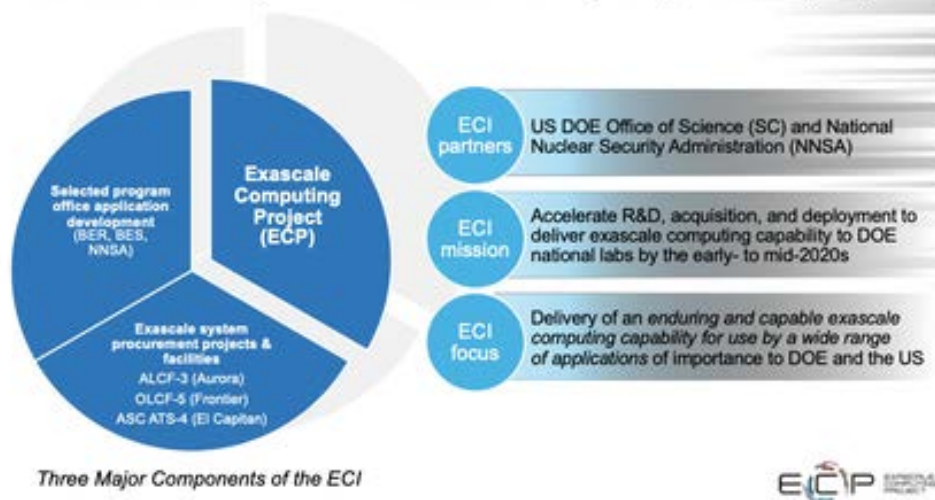 Selected program
office application
development
(BER, BES,
NNSA)
Exascale
Computing
Project
(ECP)
Exascale system
procurement projects &
facilities
ALCF-3 (Aurora)
OLCF-5 (Frontier)
ASC ATS-4 (El Capitan)
Three Major Components of the ECI
ECI
partners
US DOE Office of Science (SC) and National
Nuclear Security Administration (NNSA)
ECI
mission
Accelerate R&D, acquisition, and deployment to
deliver exascale computing capability to DOE
national labs by the early- to mid-2020s
ECI
focus
Delivery of an enduring and capable exascale
computing capability for use by a wide range
of applications of importance to DOE and the US
ECP
EXASCALE
COMPUTING
PROJECT